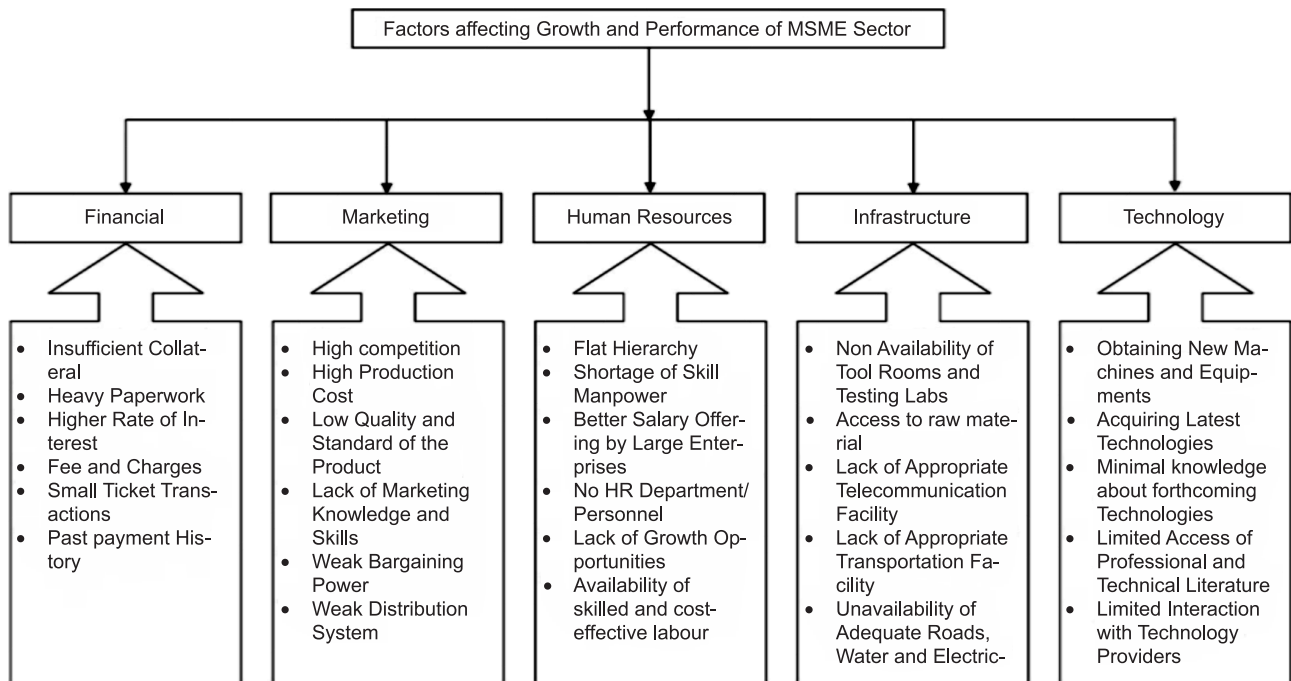 Factors affecting Growth and Performance of MSME Sector
Financial
Marketing
Human Resources
Infrastructure
Technology
• Insufficient Collat-
eral
• Heavy Paperwork
• Higher Rate of In-
terest
• Fee and Charges
• Small Ticket Trans-
actions
• Past payment His-
tory
• High competition
• High Production
Cost
• Low Quality and
Standard of the
Product
• Lack of Marketing
Knowledge and
Skills
• Weak Bargaining
Power
• Weak Distribution
System
• Flat Hierarchy
• Shortage of Skill
Manpower
• Better Salary Offer-
ing by Large Enter-
prises
• No HR Department/
Personnel
• Lack of Growth Op-
portunities
• Availability of
skilled and cost-
effective labour
• Non Availability of
Tool Rooms and
Testing Labs
• Access to raw mate-
rial
• Lack of Appropriate
Telecommunication
Facility
• Lack of Appropriate
Transportation Fa-
cility
• Unavailability of
Adequate Roads,
Water and Electric-
• Obtaining New Ma-
chines and Equip-
ments
• Acquiring Latest
Technologies
• Minimal knowledge
about forthcoming
Technologies
• Limited Access of
Professional and
Technical Literature
• Limited Interaction
with Technology
Providers